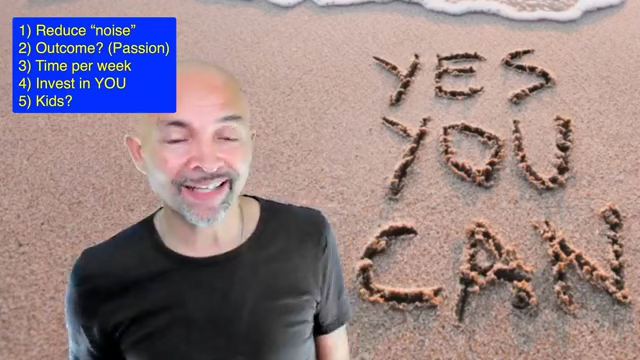 1) Reduce “noise”
2) Outcome? (Passion)
3) Time per week
4) Invest in YOU
5) Kids?
YES
YOU
CAN